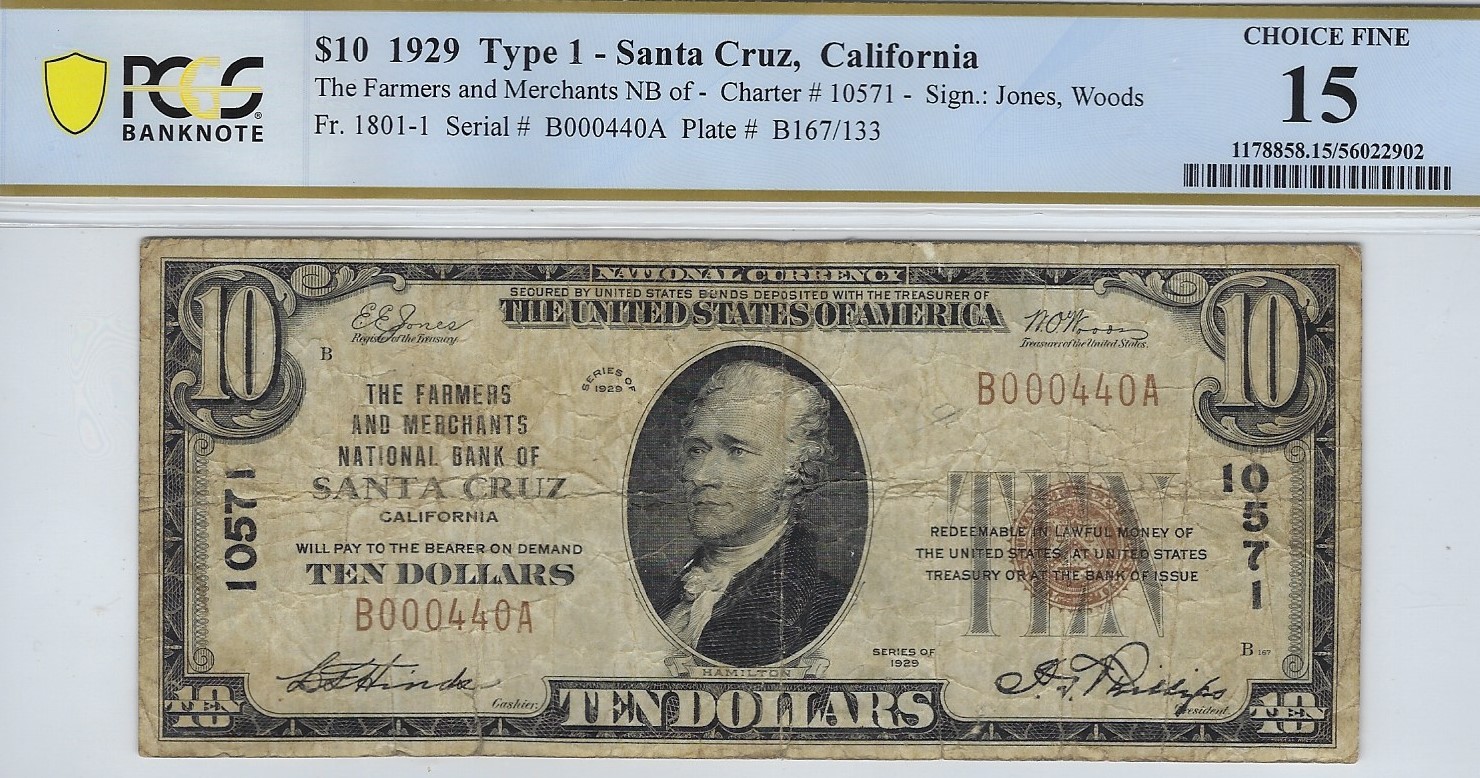 PCGS®
BANKNOTE
$10 1929 Type 1 - Santa Cruz, California
The Farmers and Merchants NB of - Charter # 10571 - Sign.: Jones, Woods
Fr. 1801-1 Serial # B000440A Plate # B167/133
CHOICE FINE
15
1178858.15/56022902
NATIONAL CURRENCY
SECURED BY UNITED STATES BONDS DEPOSITED WITH THE TREASURER OF
THE UNITED STATES OF AMERICA
10
10
E E Jones
Register of the Treasury.
W O Woods
Treasurer of the United States.
B
SERIES OF
1929
THE FARMERS
AND MERCHANTS
NATIONAL BANK OF
SANTA CRUZ
CALIFORNIA
WILL PAY TO THE BEARER ON DEMAND
TEN DOLLARS
B000440A
10571
B000440A
10571
TEN
REDEEMABLE IN LAWFUL MONEY OF
THE UNITED STATES, AT UNITED STATES
TREASURY OR AT THE BANK OF ISSUE
SERIES OF
1929
B 167
HAMILTON
Hinds
Cashier.
Phillips
President.
10
TEN
TEN DOLLARS
10
TEN